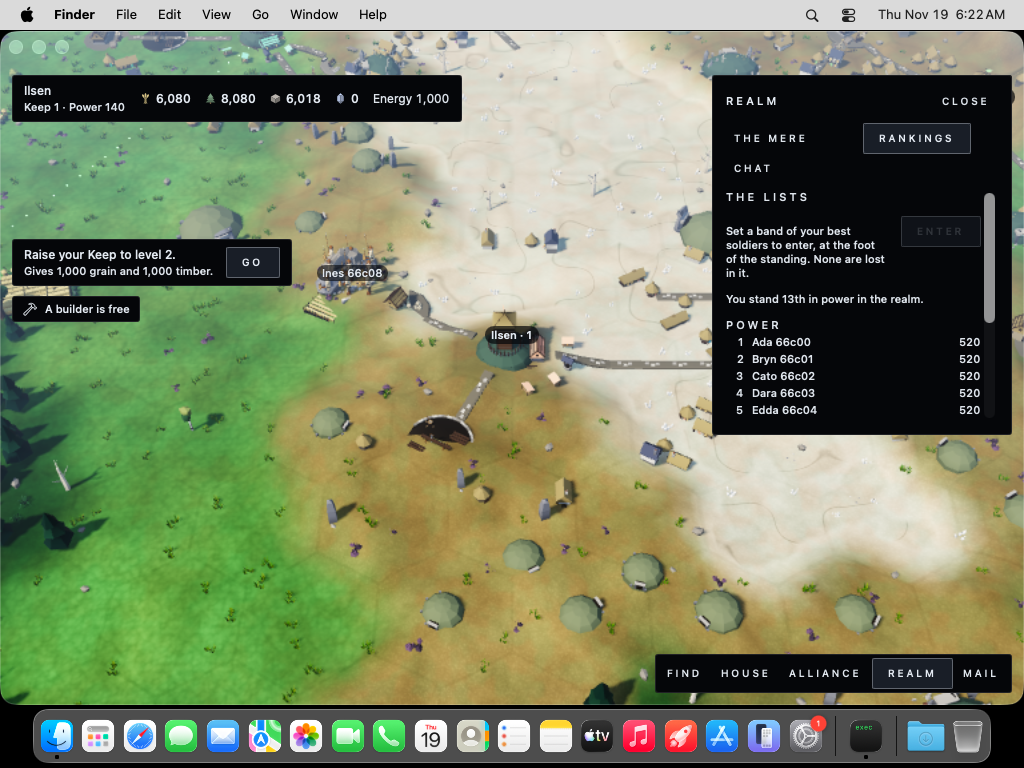 Finder File Edit View Go Window Help Thu Nov 19 6:22 AM
Ilsen
Keep 1 · Power 140
6,080 8,080 6,018 0 Energy 1,000
REALM CLOSE
THE MERE RANKINGS
CHAT
THE LISTS
Set a band of your best
soldiers to enter, at the foot
of the standing. None are lost
in it.
ENTER
You stand 13th in power in the realm.
POWER
1 Ada 66c00 520
2 Bryn 66c01 520
3 Cato 66c02 520
4 Dara 66c03 520
5 Edda 66c04 520
Raise your Keep to level 2.
Gives 1,000 grain and 1,000 timber.
GO
A builder is free
Ines 66c08
Ilsen · 1
FIND HOUSE ALLIANCE REALM MAIL
Thu
19
tv
1
exec